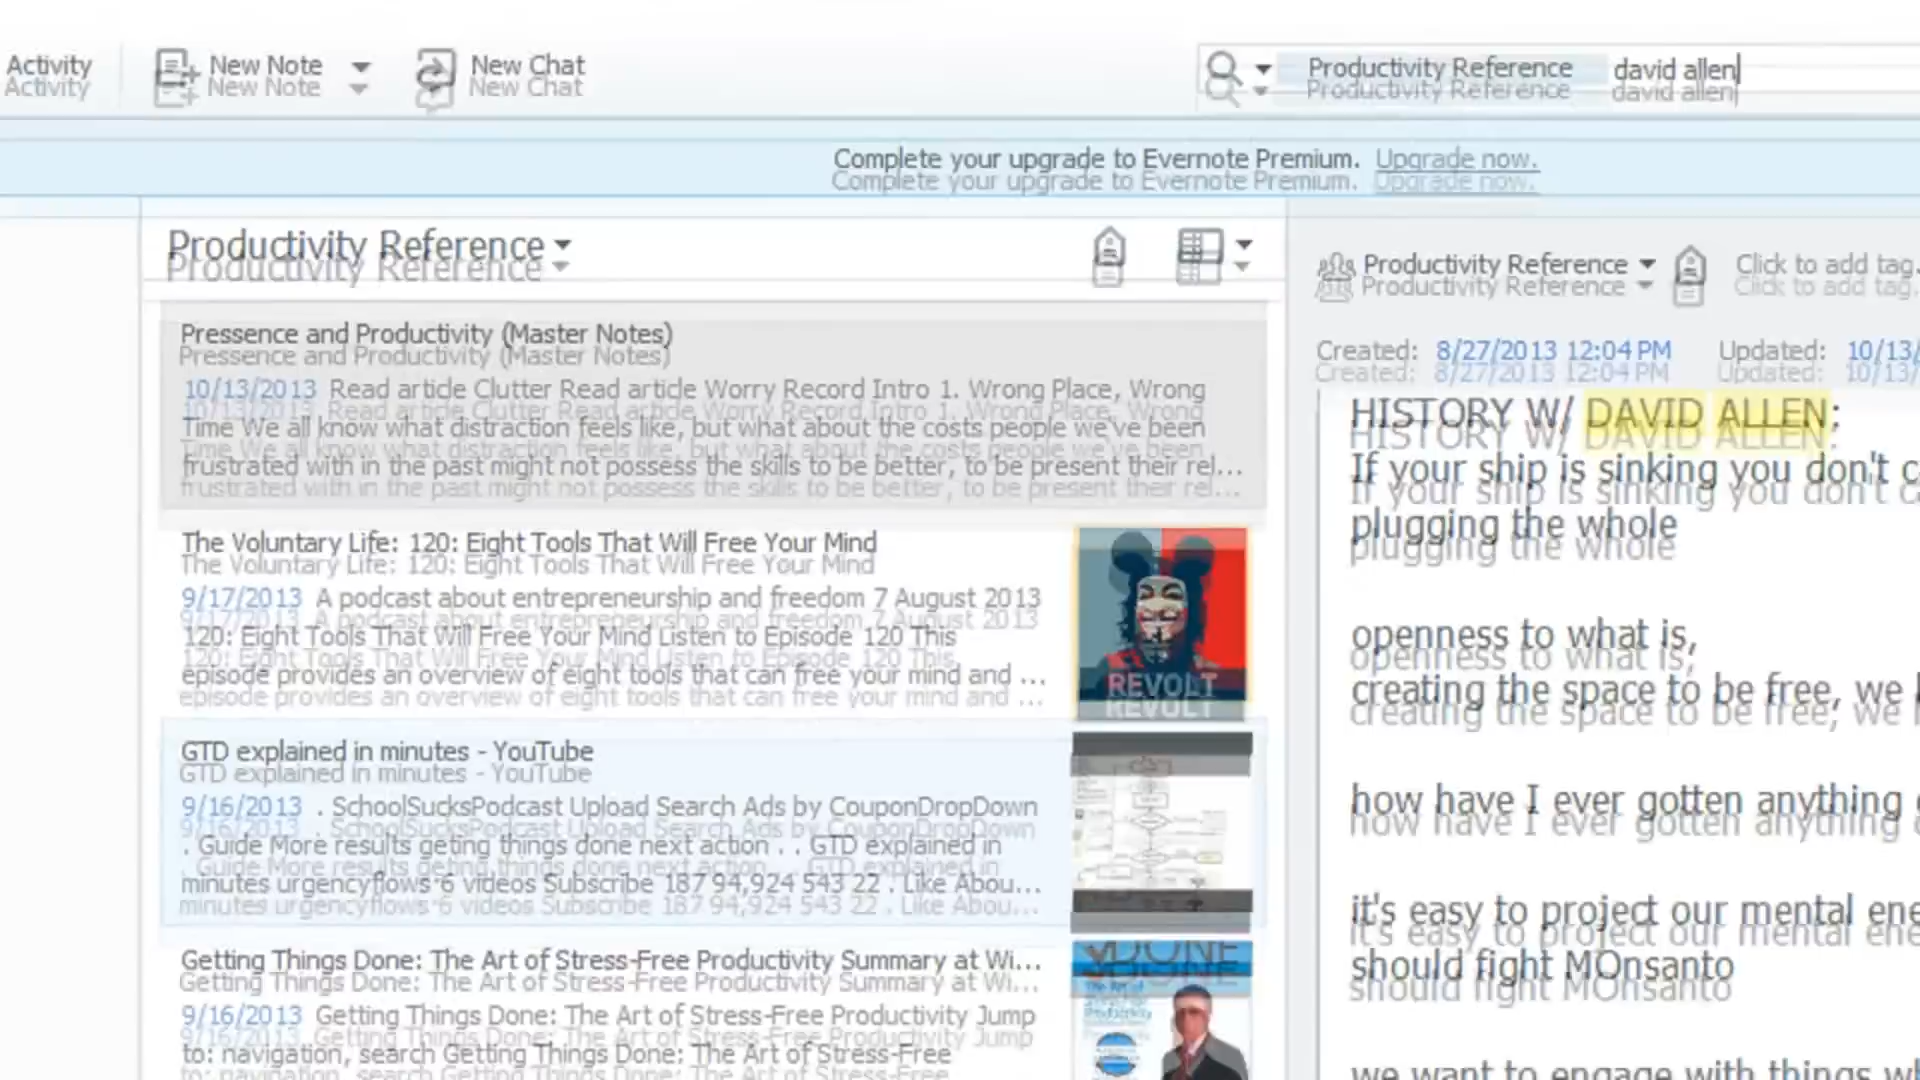 Activity
New Note
New Chat
Productivity Reference david allen
Complete your upgrade to Evernote Premium. Upgrade now.
Productivity Reference
Pressence and Productivity (Master Notes)
10/13/2013 Read article Clutter Read article Worry Record Intro 1. Wrong Place, Wrong
Time We all know what distraction feels like, but what about the costs people we've been
frustrated with in the past might not possess the skills to be better, to be present their rel...
The Voluntary Life: 120: Eight Tools That Will Free Your Mind
9/17/2013 A podcast about entrepreneurship and freedom 7 August 2013
120: Eight Tools That Will Free Your Mind Listen to Episode 120 This
episode provides an overview of eight tools that can free your mind and ...
REVOLT
GTD explained in minutes - YouTube
9/16/2013 . SchoolSucksPodcast Upload Search Ads by CouponDropDown
. Guide More results geting things done next action . . GTD explained in
minutes urgencyflows·6 videos Subscribe 187 94,924 543 22 . Like Abou...
Getting Things Done: The Art of Stress-Free Productivity Summary at Wi...
9/16/2013 Getting Things Done: The Art of Stress-Free Productivity Jump
to: navigation, search Getting Things Done: The Art of Stress-Free
DONE
Productivity Reference Click to add tag.
Created: 8/27/2013 12:04 PM Updated: 10/13/
HISTORY W/ DAVID ALLEN:
If your ship is sinking you don't c
plugging the whole
openness to what is,
creating the space to be free, we
how have I ever gotten anything
it's easy to project our mental ene
should fight MOnsanto
we want to engage with things